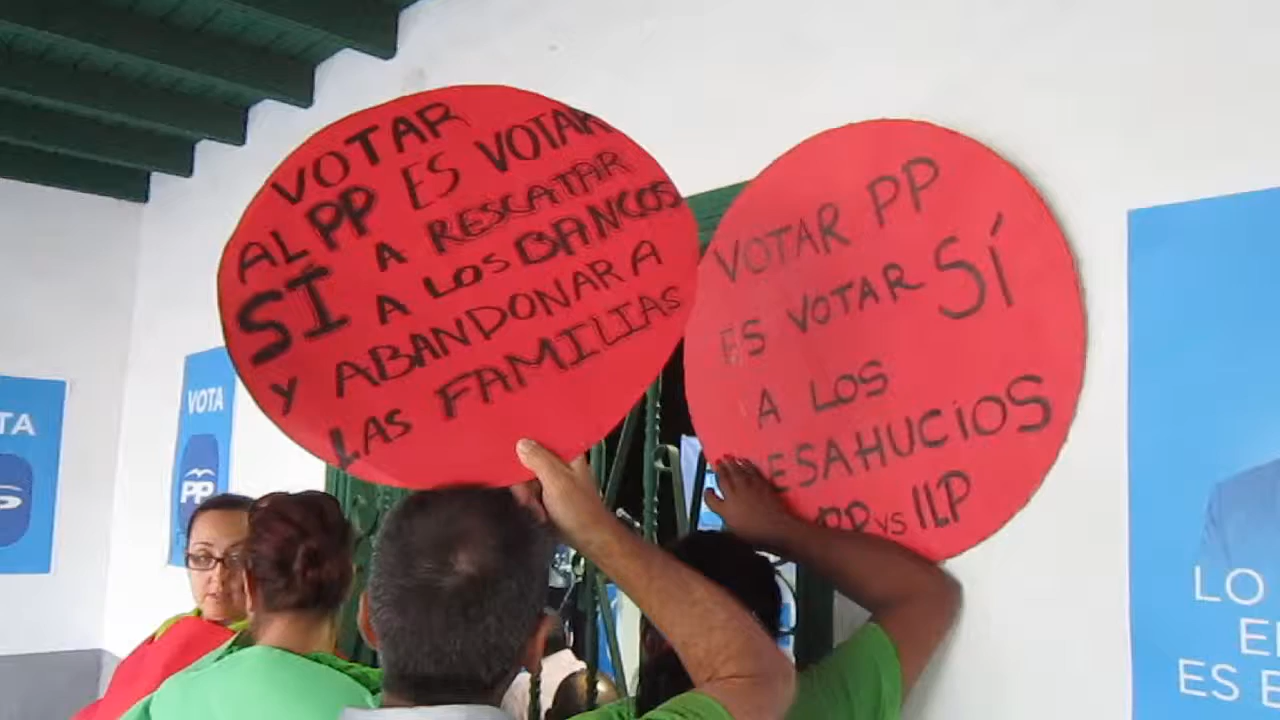 VOTAR
AL PP ES VOTAR
SÍ A RESCATAR
A LOS BANCOS
Y ABANDONAR A
LAS FAMILIAS
VOTAR PP
ES VOTAR SÍ
A LOS
DESAHUCIOS
PP VS ILP
TA
VOTA
PP
LO
ES